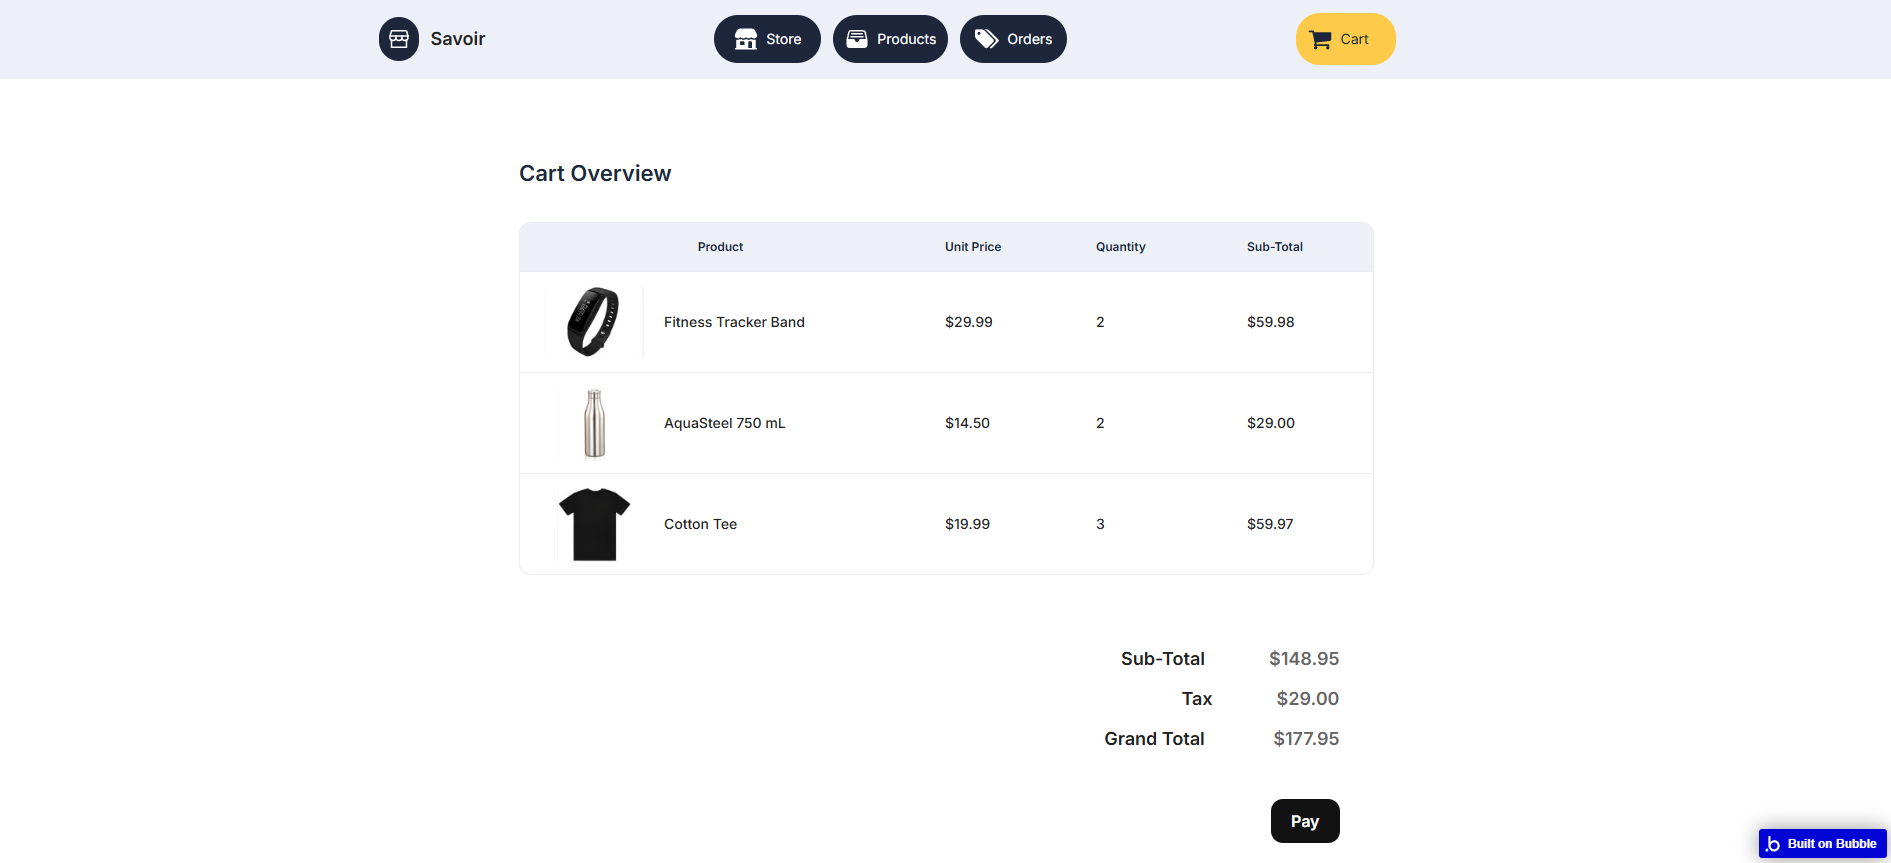 Savoir
Store
Products
Orders
Cart
Cart Overview
Product Unit Price Quantity Sub-Total
Fitness Tracker Band $29.99 2 $59.98
AquaSteel 750 mL $14.50 2 $29.00
Cotton Tee $19.99 3 $59.97
Sub-Total $148.95
Tax $29.00
Grand Total $177.95
Pay
Built on Bubble